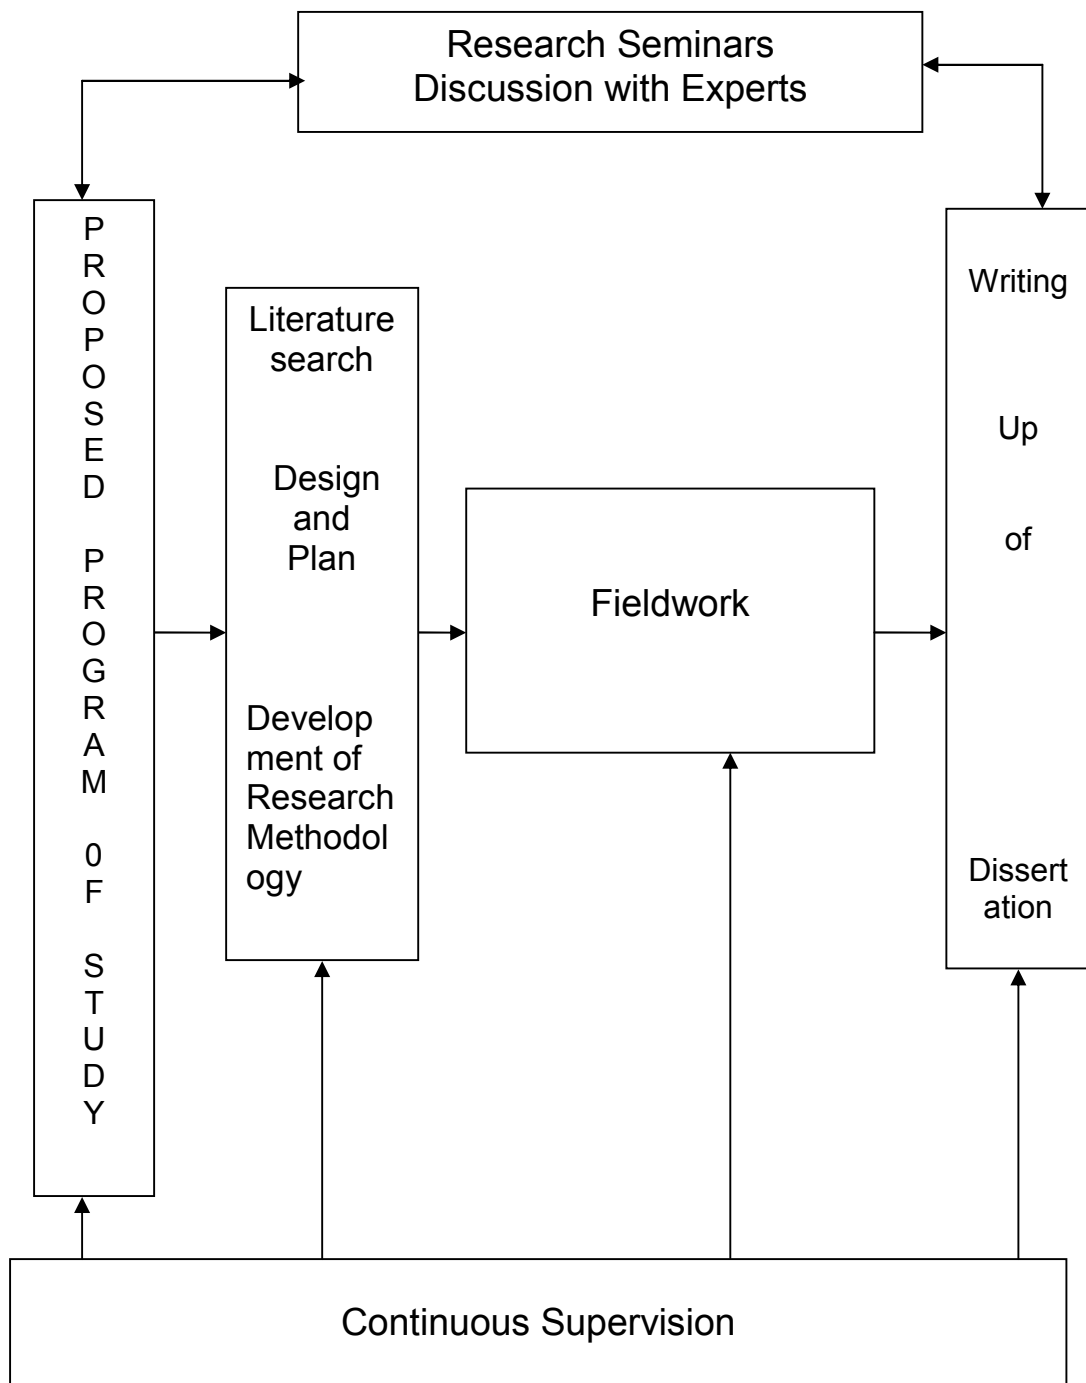 Research Seminars
Discussion with Experts
P
R
O
P
O
S
E
D
P
R
O
G
R
A
M
0
F
S
T
U
D
Y
Literature
search
Design
and
Plan
Develop
ment of
Research
Methodol
ogy
Fieldwork
Writing
Up
of
Dissert
ation
Continuous Supervision